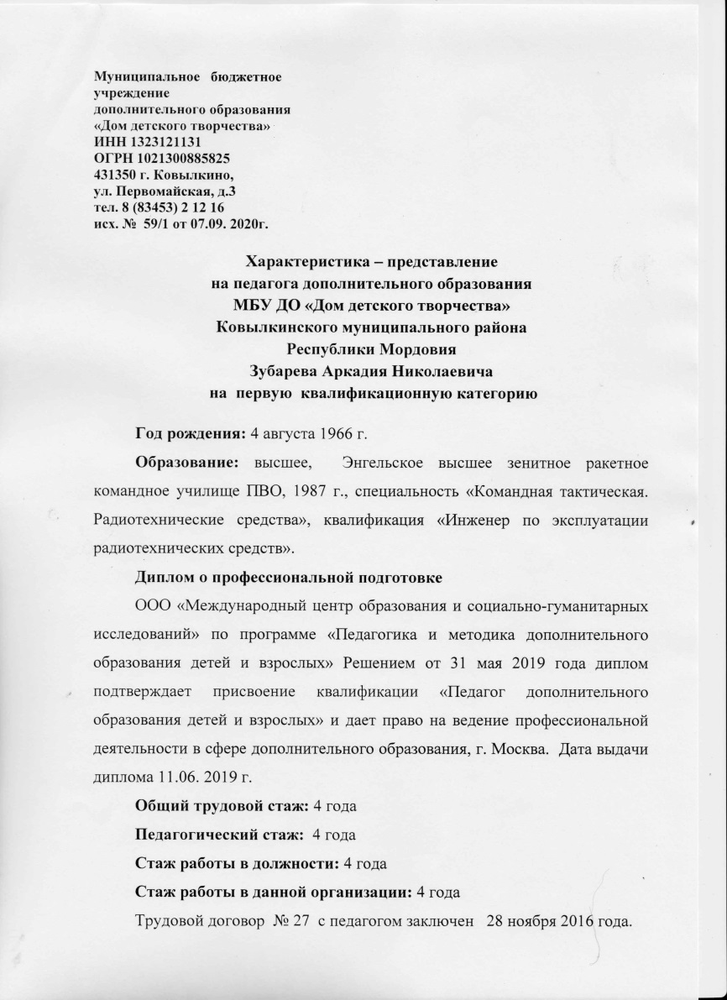 Муниципальное бюджетное
учреждение
дополнительного образования
«Дом детского творчества»
ИНН 1323121131
ОГРН 1021300885825
431350 г. Ковылкино,
ул. Первомайская, д.3
тел. 8 (83453) 2 12 16
исх. № 59/1 от 07.09. 2020г.
Характеристика – представление
на педагога дополнительного образования
МБУ ДО «Дом детского творчества»
Ковылкинского муниципального района
Республики Мордовия
Зубарева Аркадия Николаевича
на первую квалификационную категорию
Год рождения: 4 августа 1966 г.
Образование: высшее, Энгельское высшее зенитное ракетное
командное училище ПВО, 1987 г., специальность «Командная тактическая.
Радиотехнические средства», квалификация «Инженер по эксплуатации
радиотехнических средств».
Диплом о профессиональной подготовке
ООО «Международный центр образования и социально-гуманитарных
исследований» по программе «Педагогика и методика дополнительного
образования детей и взрослых» Решением от 31 мая 2019 года диплом
подтверждает присвоение квалификации «Педагог дополнительного
образования детей и взрослых» и дает право на ведение профессиональной
деятельности в сфере дополнительного образования, г. Москва. Дата выдачи
диплома 11.06. 2019 г.
Общий трудовой стаж: 4 года
Педагогический стаж: 4 года
Стаж работы в должности: 4 года
Стаж работы в данной организации: 4 года
Трудовой договор № 27 с педагогом заключен 28 ноября 2016 года.